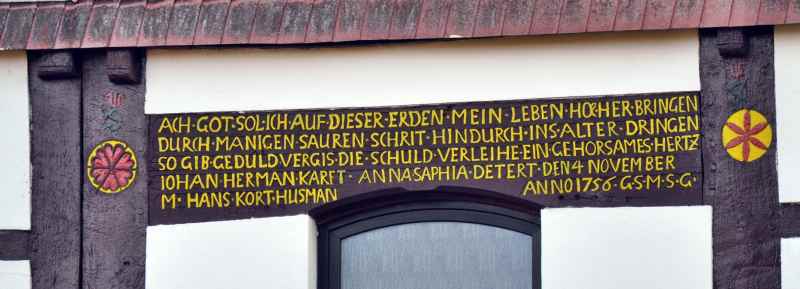 ACH·GOT·SOL·ICH·AUF·DIESER·ERDEN·MEIN·LEBEN·HÖHER·BRINGEN
DURCH·MANIGEN·SAUREN·SCHRIT·HINDURCH·INS·ALTER·DRINGEN
SO GIB·GEDULD VERGIS·DIE·SCHULD·VERLEIHE·EIN·GEHORSAMES·HERTZ
IOHAN·HERMAN·KARFT· ANNA SAPHIA·DETERT·DEN 4 NOVEMBER
M· HANS·KORT·HUSMAN ANNO 1756·G·S·M·S·G·